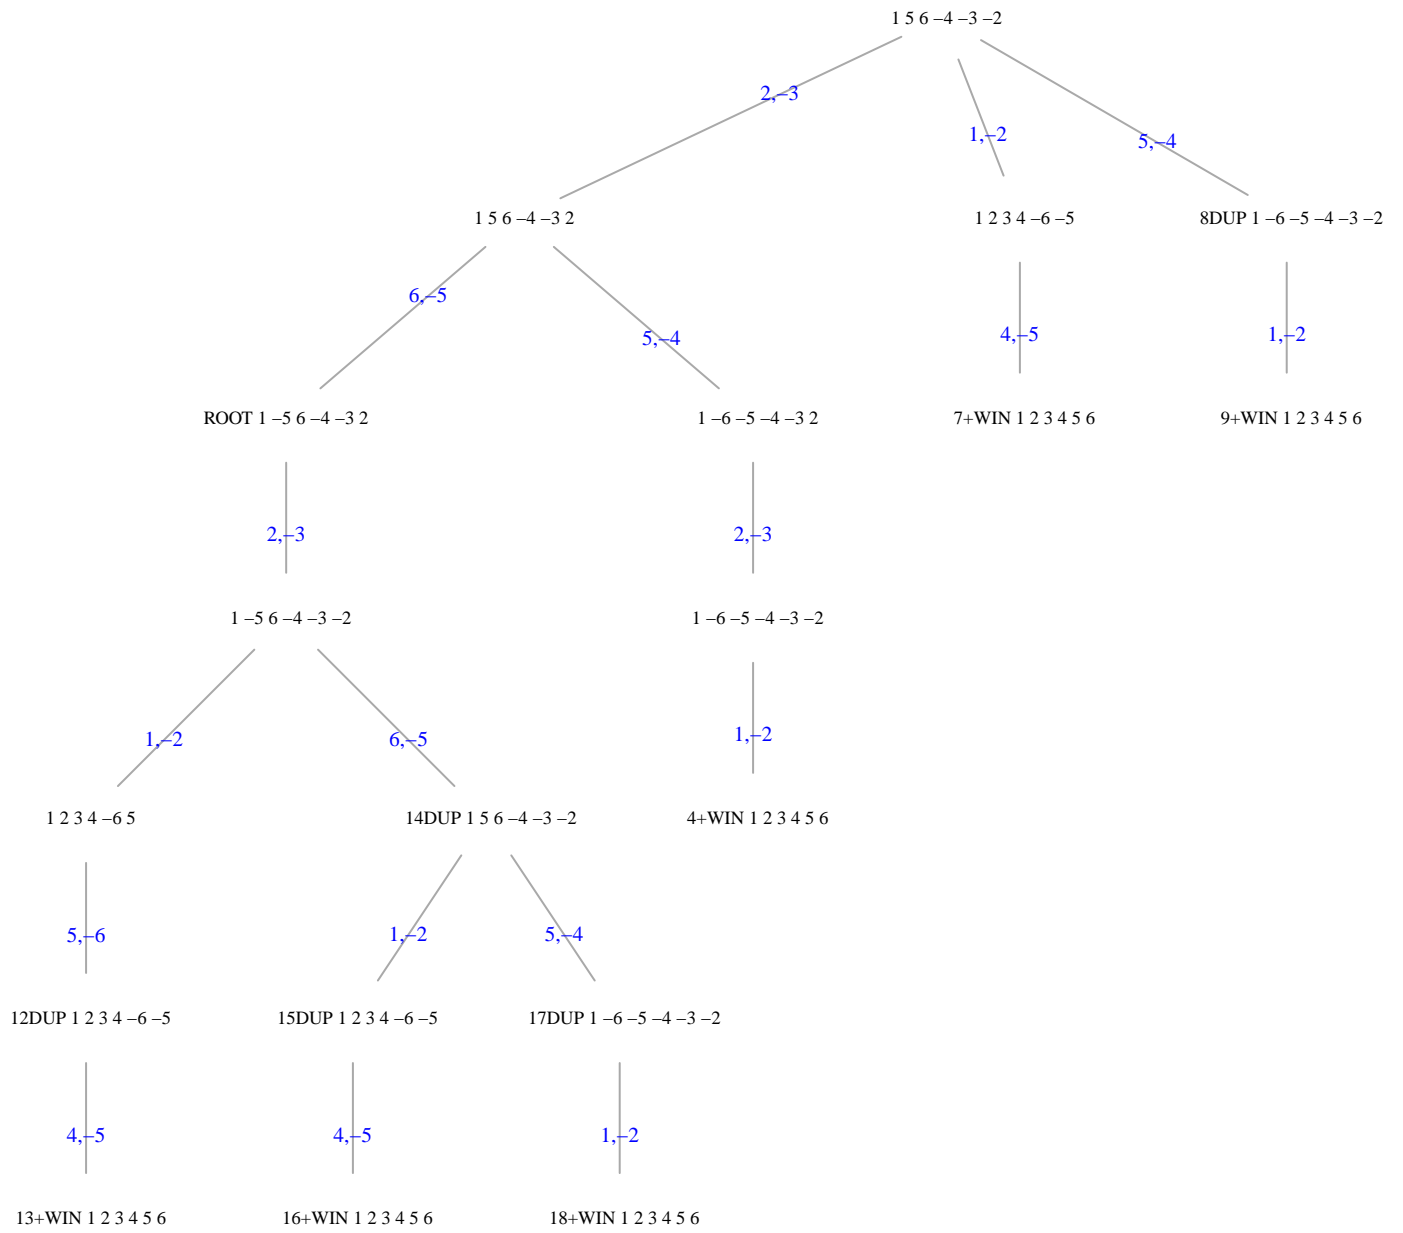 1 5 6 –4 –3 –2
2,–3
1,–2
5,–4
1 5 6 –4 –3 2
1 2 3 4 –6 –5
8DUP 1 –6 –5 –4 –3 –2
6,–5
5,–4
4,–5
1,–2
ROOT 1 –5 6 –4 –3 2
1 –6 –5 –4 –3 2
7+WIN 1 2 3 4 5 6
9+WIN 1 2 3 4 5 6
2,–3
2,–3
1 –5 6 –4 –3 –2
1 –6 –5 –4 –3 –2
1,–2
6,–5
1,–2
1 2 3 4 –6 5
14DUP 1 5 6 –4 –3 –2
4+WIN 1 2 3 4 5 6
5,–6
1,–2
5,–4
12DUP 1 2 3 4 –6 –5
15DUP 1 2 3 4 –6 –5
17DUP 1 –6 –5 –4 –3 –2
4,–5
4,–5
1,–2
13+WIN 1 2 3 4 5 6
16+WIN 1 2 3 4 5 6
18+WIN 1 2 3 4 5 6